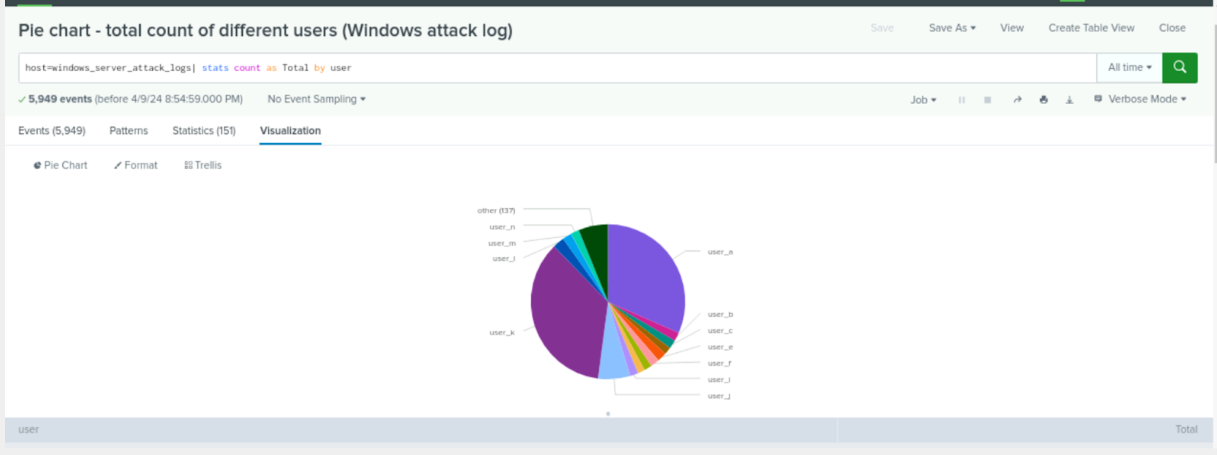 Pie chart - total count of different users (Windows attack log)
Save Save As View Create Table View Close
host=windows_server_attack_logs| stats count as Total by user
All time
5,949 events (before 4/9/24 8:54:59.000 PM) No Event Sampling Job Verbose Mode
Events (5,949) Patterns Statistics (151) Visualization
Pie Chart Format Trellis
other (137)
user_n
user_m
user_l
user_k
user_a
user_b
user_c
user_e
user_f
user_i
user_j
user Total